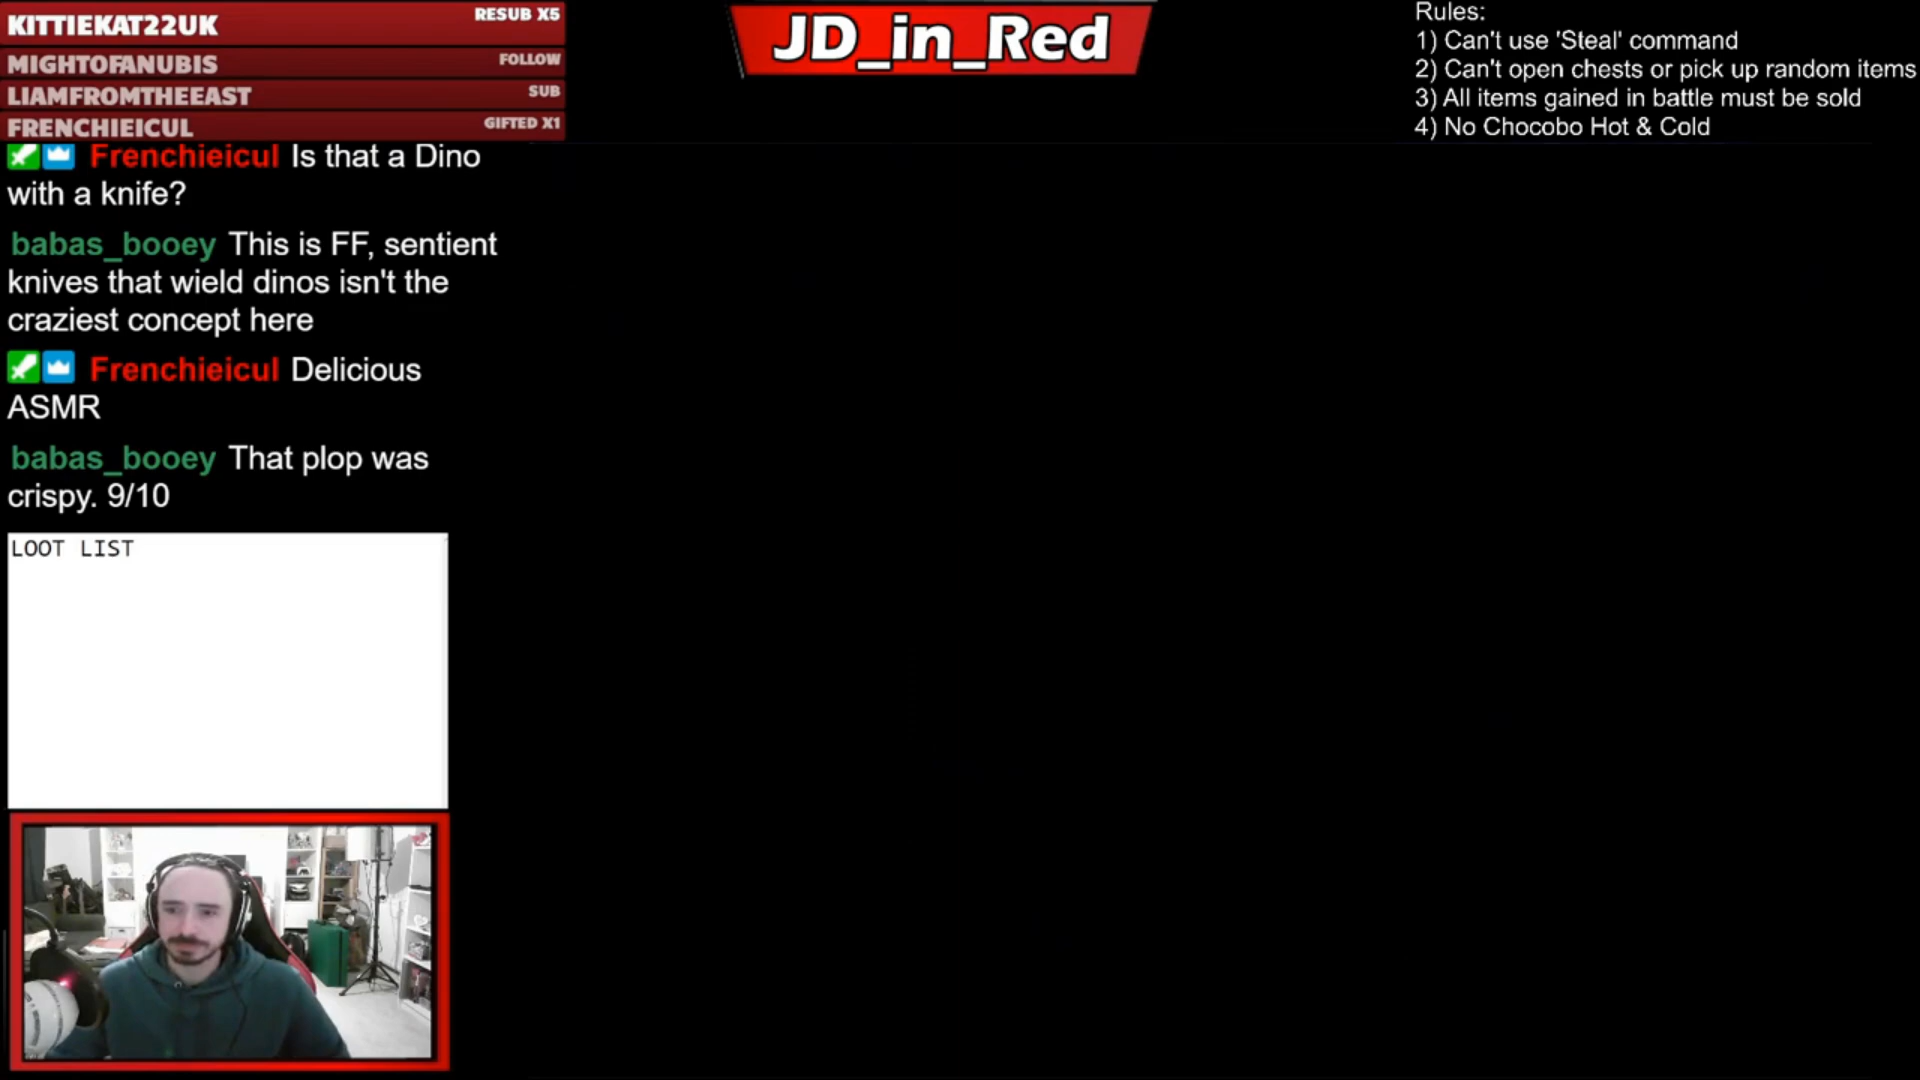 KITTIEKAT22UK RESUB X5
MIGHTOFANUBIS FOLLOW
LIAMFROMTHEEAST SUB
FRENCHIEICUL GIFTED X1
JD_in_Red
Rules:
1) Can't use 'Steal' command
2) Can't open chests or pick up random items
3) All items gained in battle must be sold
4) No Chocobo Hot & Cold
Frenchieicul Is that a Dino
with a knife?
babas_booey This is FF, sentient
knives that wield dinos isn't the
craziest concept here
Frenchieicul Delicious
ASMR
babas_booey That plop was
crispy. 9/10
LOOT LIST